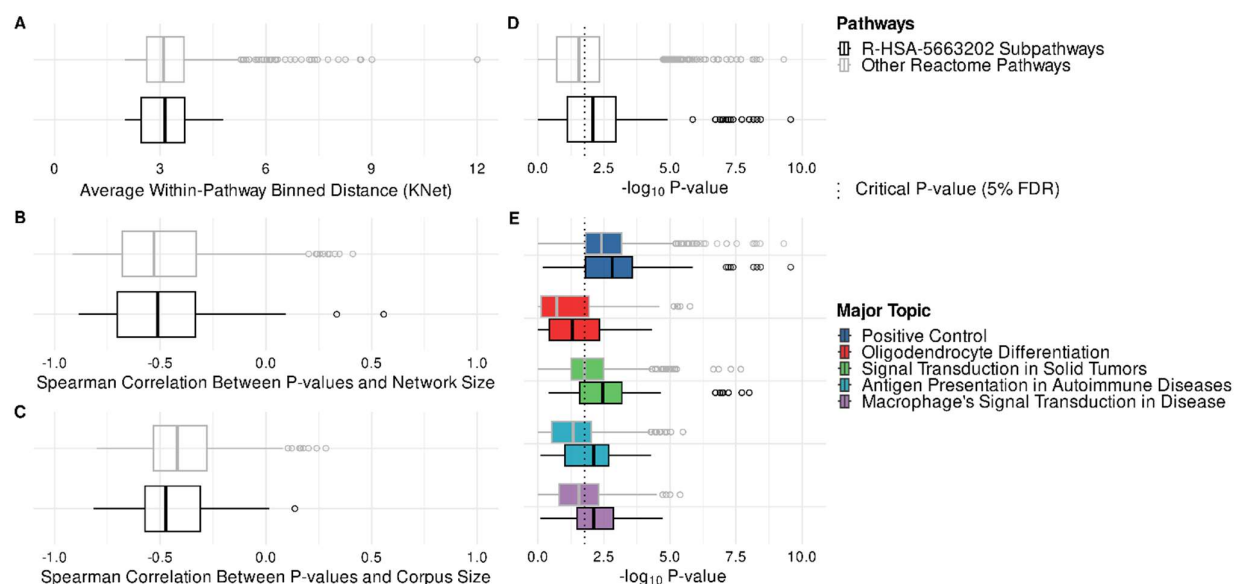 A
0
3
6
9
12
Average Within-Pathway Binned Distance (KNet)
B
-1.0
-0.5
0.0
0.5
1.0
Spearman Correlation Between P-values and Network Size
C
-1.0
-0.5
0.0
0.5
1.0
Spearman Correlation Between P-values and Corpus Size
D
0.0
2.5
5.0
7.5
10.0
-log10 P-value
E
0.0
2.5
5.0
7.5
10.0
-log10 P-value
Pathways
R-HSA-5663202 Subpathways
Other Reactome Pathways
Critical P-value (5% FDR)
Major Topic
Positive Control
Oligodendrocyte Differentiation
Signal Transduction in Solid Tumors
Antigen Presentation in Autoimmune Diseases
Macrophage's Signal Transduction in Disease